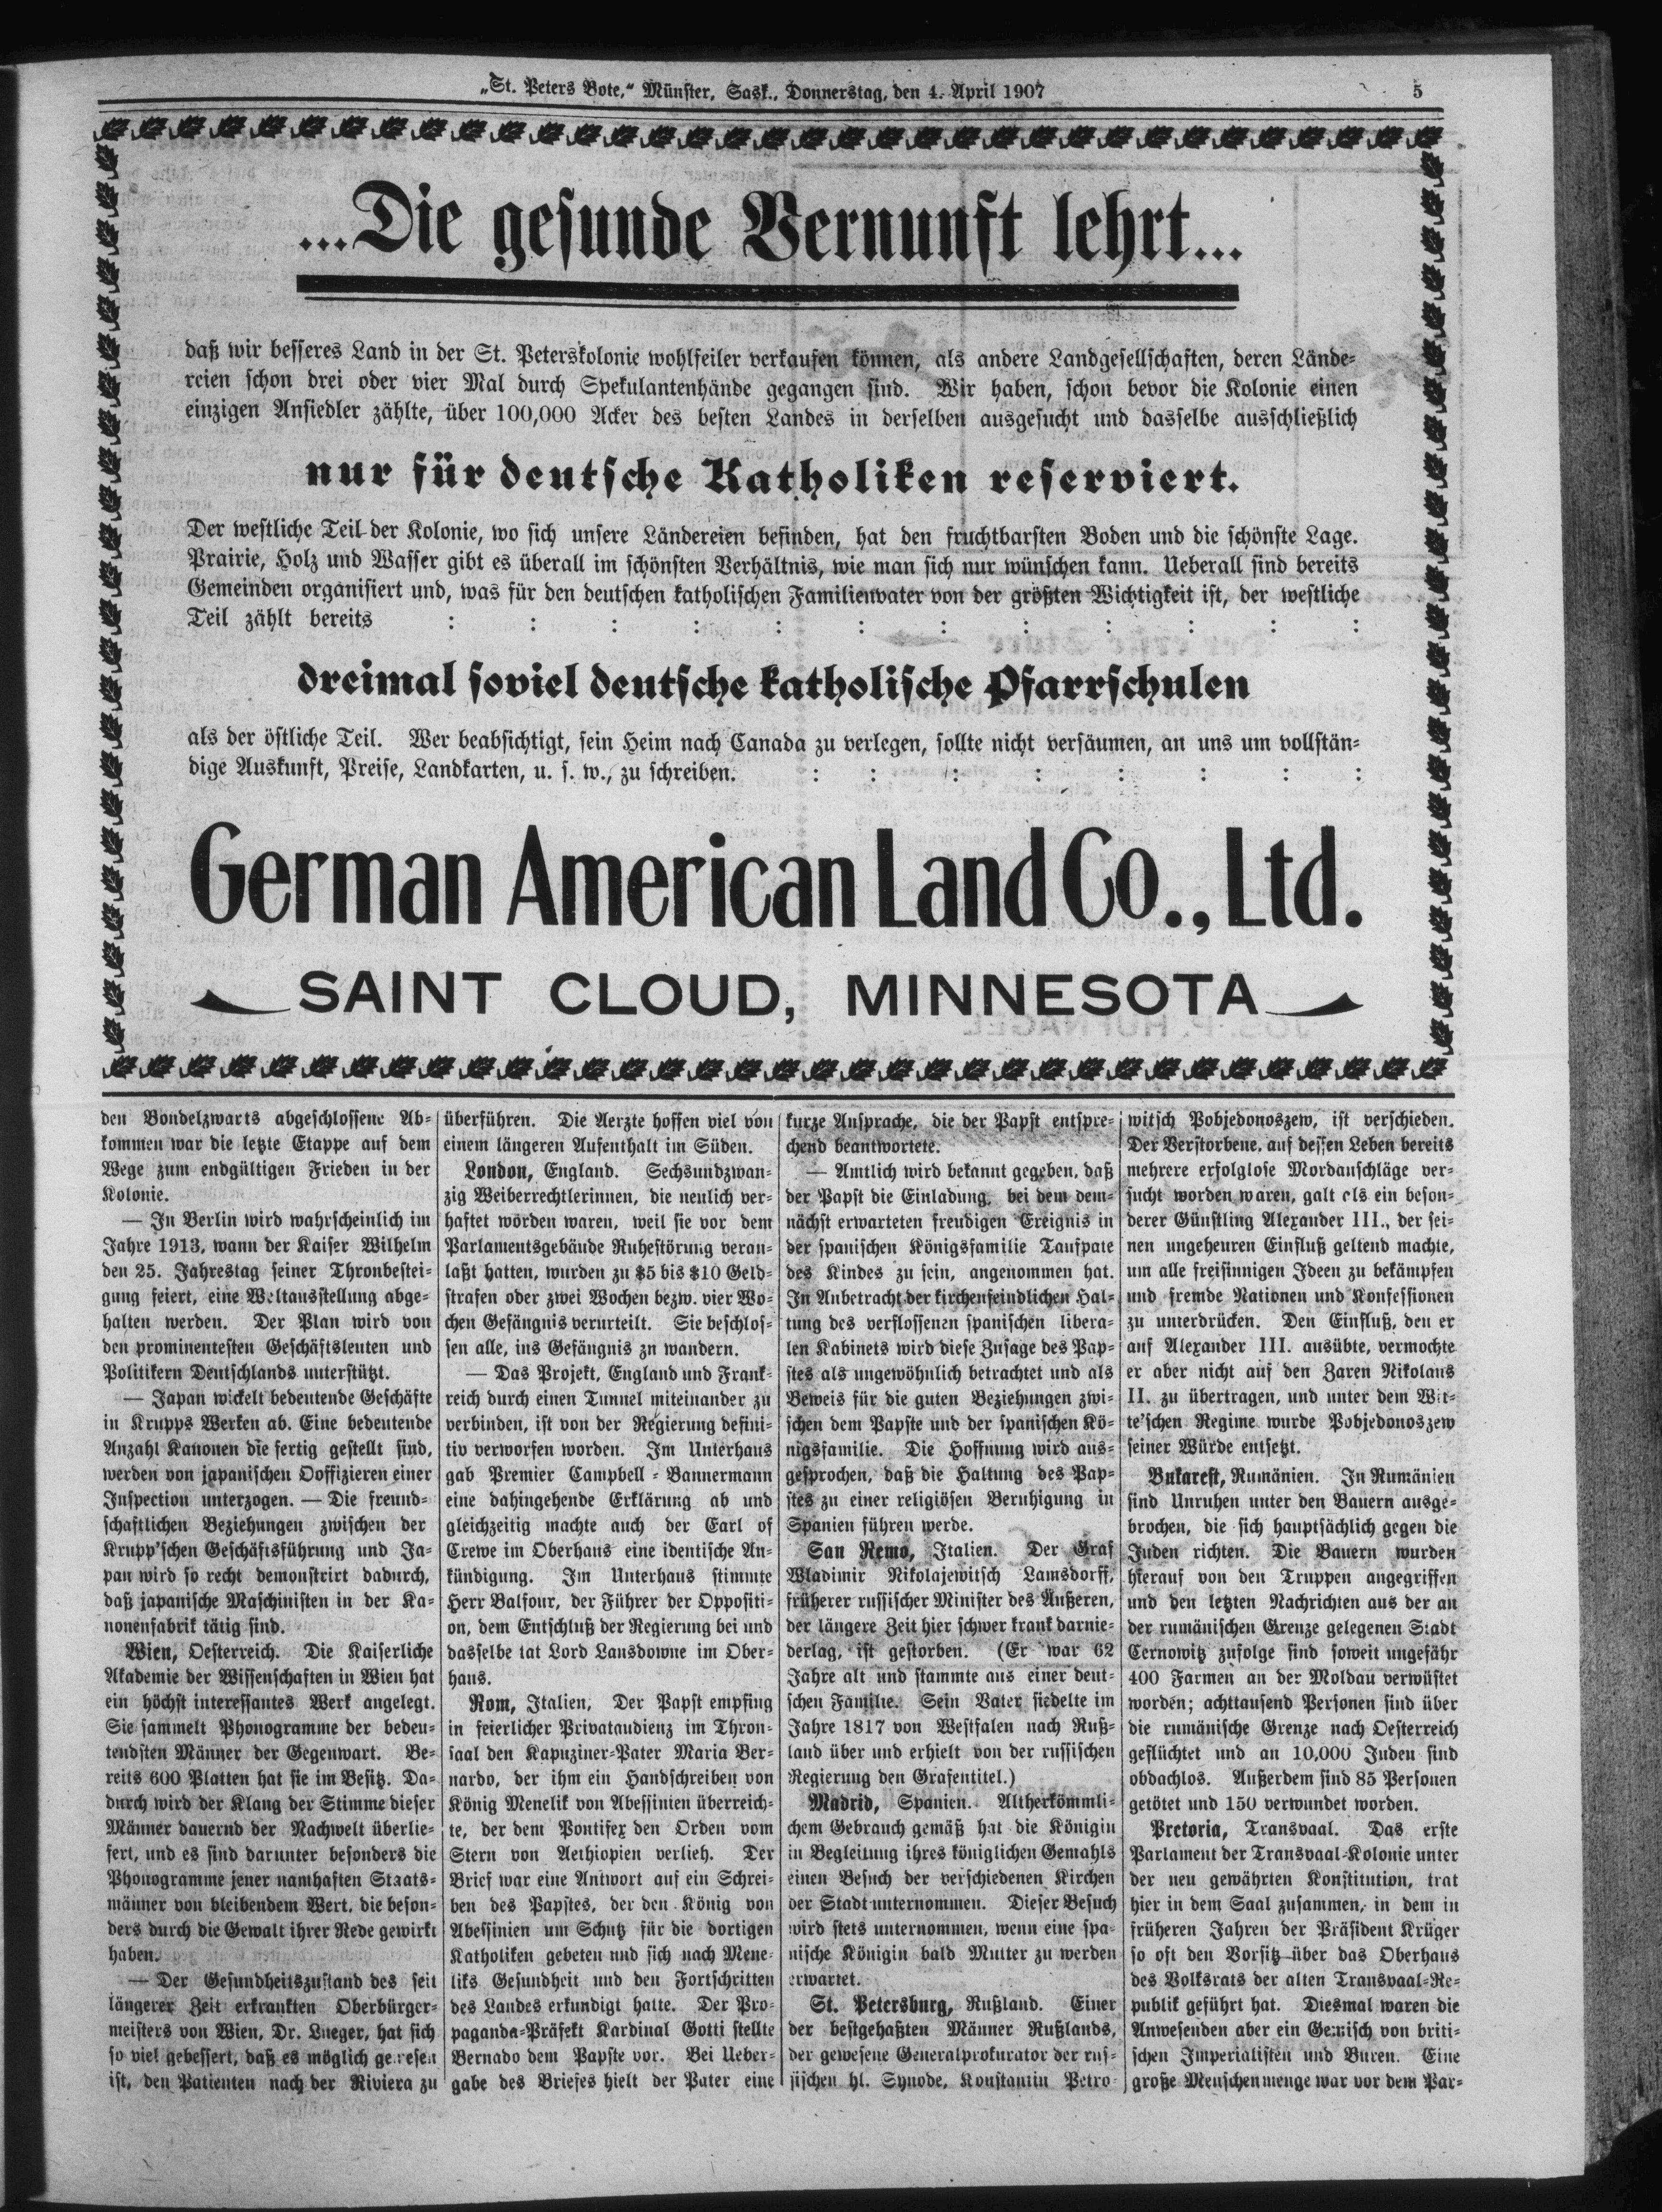 „St. Peters Bote,“ Münster, Sask., Donnerstag, den 4. April 1907
5
...Die gesunde Vernunft lehrt...
daß wir besseres Land in der St. Peterskolonie wohlfeiler verkaufen können, als andere Landgesellschaften, deren Lände-
reien schon drei oder vier Mal durch Spekulantenhände gegangen sind. Wir haben, schon bevor die Kolonie einen
einzigen Ansiedler zählte, über 100,000 Acker des besten Landes in derselben ausgesucht und dasselbe ausschließlich
nur für deutsche Katholiken reserviert.
Der westliche Teil der Kolonie, wo sich unsere Ländereien befinden, hat den fruchtbarsten Boden und die schönste Lage.
Prairie, Holz und Wasser gibt es überall im schönsten Verhältnis, wie man sich nur wünschen kann. Ueberall sind bereits
Gemeinden organisiert und, was für den deutschen katholischen Familienvater von der größten Wichtigkeit ist, der westliche
Teil zählt bereits : : : : : : : : : : : :
dreimal soviel deutsche katholische Pfarrschulen
als der östliche Teil. Wer beabsichtigt, sein Heim nach Canada zu verlegen, sollte nicht versäumen, an uns um vollstän-
dige Auskunft, Preise, Landkarten, u. s. w., zu schreiben. : : : : : : : :
German American Land Co., Ltd.
SAINT CLOUD, MINNESOTA
den Bondelzwarts abgeschlossene Ab-
kommen war die letzte Etappe auf dem
Wege zum endgültigen Frieden in der
Kolonie.
— In Berlin wird wahrscheinlich im
Jahre 1913, wann der Kaiser Wilhelm
den 25. Jahrestag seiner Thronbestei-
gung feiert, eine Weltausstellung abge-
halten werden. Der Plan wird von
den prominentesten Geschäftsleuten und
Politikern Deutschlands unterstützt.
— Japan wickelt bedeutende Geschäfte
in Krupps Werken ab. Eine bedeutende
Anzahl Kanonen die fertig gestellt sind,
werden von japanischen Ooffizieren einer
Inspection unterzogen. — Die freund-
schaftlichen Beziehungen zwischen der
Krupp'schen Geschäftsführung und Ja-
pan wird so recht demonstrirt dadurch,
daß japanische Maschinisten in der Ka-
nonenfabrik tätig sind.
Wien, Oesterreich. Die Kaiserliche
Akademie der Wissenschaften in Wien hat
ein höchst interessantes Werk angelegt.
Sie sammelt Phonogramme der bedeu-
tendsten Männer der Gegenwart. Be-
reits 600 Platten hat sie im Besitz. Da-
durch wird der Klang der Stimme dieser
Männer dauernd der Nachwelt überlie-
fert, und es sind darunter besonders die
Phonogramme jener namhaften Staats-
männer von bleibendem Wert, die beson-
ders durch die Gewalt ihrer Rede gewirkt
haben.
— Der Gesundheitszustand des seit
längerer Zeit erkrankten Oberbürger-
meisters von Wien, Dr. Lueger, hat sich
so viel gebessert, daß es möglich gewesen
ist, den Patienten nach der Riviera zu
überführen. Die Aerzte hoffen viel von
einem längeren Aufenthalt im Süden.
London, England. Sechsundzwan-
zig Weiberrechtlerinnen, die neulich ver-
haftet worden waren, weil sie vor dem
Parlamentsgebäude Ruhestörung veran-
laßt hatten, wurden zu $5 bis $10 Geld-
strafen oder zwei Wochen bezw. vier Wo-
chen Gefängnis verurteilt. Sie beschlos-
sen alle, ins Gefängnis zu wandern.
— Das Projekt, England und Frank-
reich durch einen Tunnel miteinander zu
verbinden, ist von der Regierung defini-
tiv verworfen worden. Im Unterhaus
gab Premier Campbell-Bannermann
eine dahingehende Erklärung ab und
gleichzeitig machte auch der Earl of
Crewe im Oberhaus eine identische An-
kündigung. Im Unterhaus stimmte
Herr Balfour, der Führer der Oppositi-
on, dem Entschluß der Regierung bei und
dasselbe tat Lord Lansdowne im Ober-
haus.
Rom, Italien, Der Papst empfing
in feierlicher Privataudienz im Thron-
saal den Kapuziner-Pater Maria Ber-
nardo, der ihm ein Handschreiben von
König Menelik von Abessinien überreich-
te, der dem Pontifex den Orden vom
Stern von Aethiopien verlieh. Der
Brief war eine Antwort auf ein Schrei-
ben des Papstes, der den König von
Abessinien um Schutz für die dortigen
Katholiken gebeten und sich nach Mene-
liks Gesundheit und den Fortschritten
des Landes erkundigt hatte. Der Pro-
paganda-Präfekt Kardinal Gotti stellte
Bernado dem Papste vor. Bei Ueber-
gabe des Briefes hielt der Pater eine
kurze Ansprache, die der Papst entspre-
chend beantwortete.
— Amtlich wird bekannt gegeben, daß
der Papst die Einladung, bei dem dem-
nächst erwarteten freudigen Ereignis in
der spanischen Königsfamilie Taufpate
des Kindes zu sein, angenommen hat.
In Anbetracht der kirchenfeindlichen Hal-
tung des verflossenen spanischen libera-
len Kabinets wird diese Zusage des Pap-
stes als ungewöhnlich betrachtet und als
Beweis für die guten Beziehungen zwi-
schen dem Papste und der spanischen Kö-
nigsfamilie. Die Hoffnung wird aus-
gesprochen, daß die Haltung des Pap-
stes zu einer religiösen Beruhigung in
Spanien führen werde.
San Remo, Italien. Der Graf
Wladimir Nikolajewitsch Lamsdorff,
früherer russischer Minister des Äußeren,
der längere Zeit hier schwer krank darnie-
derlag, ist gestorben. (Er war 62
Jahre alt und stammte aus einer deut-
schen Familie. Sein Vater siedelte im
Jahre 1817 von Westfalen nach Ruß-
land über und erhielt von der russischen
Regierung den Grafentitel.)
Madrid, Spanien. Altherkömmli-
chem Gebrauch gemäß hat die Königin
in Begleitung ihres königlichen Gemahls
einen Besuch der verschiedenen Kirchen
der Stadt unternommen. Dieser Besuch
wird stets unternommen, wenn eine spa-
nische Königin bald Mutter zu werden
erwartet.
St. Petersburg, Rußland. Einer
der bestgehaßten Männer Rußlands,
der gewesene Generalprokurator der rus-
sischen hl. Synode, Konstantin Petro-
witsch Pobjedonoszew, ist verschieden.
Der Verstorbene, auf dessen Leben bereits
mehrere erfolglose Mordanschläge ver-
sucht worden waren, galt als ein beson-
derer Günstling Alexander III., der sei-
nen ungeheuren Einfluß geltend machte,
um alle freisinnigen Ideen zu bekämpfen
und fremde Nationen und Konfessionen
zu unterdrücken. Den Einfluß, den er
auf Alexander III. ausübte, vermochte
er aber nicht auf den Zaren Nikolaus
II. zu übertragen, und unter dem Wit-
te'schen Regime wurde Pobjedonoszew
seiner Würde entsetzt.
Bukarest, Rumänien. In Rumänien
sind Unruhen unter den Bauern ausge-
brochen, die sich hauptsächlich gegen die
Juden richten. Die Bauern wurden
hierauf von den Truppen angegriffen
und den letzten Nachrichten aus der an
der rumänischen Grenze gelegenen Stadt
Cernowitz zufolge sind soweit ungefähr
400 Farmen an der Moldau verwüstet
worden; achttausend Personen sind über
die rumänische Grenze nach Oesterreich
geflüchtet und an 10,000 Juden sind
obdachlos. Außerdem sind 85 Personen
getötet und 150 verwundet worden.
Pretoria, Transvaal. Das erste
Parlament der Transvaal-Kolonie unter
der neu gewährten Konstitution, trat
hier in dem Saal zusammen, in dem in
früheren Jahren der Präsident Krüger
so oft den Vorsitz über das Oberhaus
des Volksrats der alten Transvaal-Re-
publik geführt hat. Diesmal waren die
Anwesenden aber ein Gemisch von briti-
schen Imperialisten und Buren. Eine
große Menschenmenge war vor dem Par-